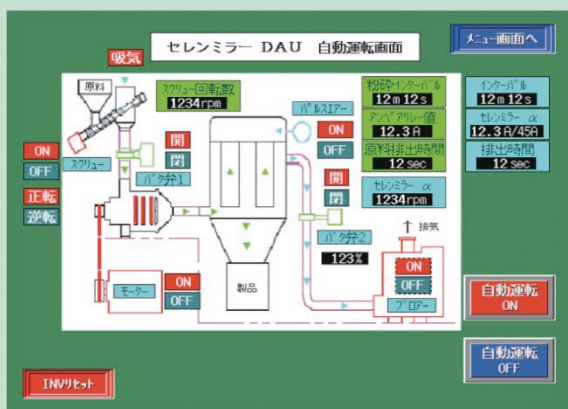 セレンミラー DAU 自動運転画面
メニュー画面へ
吸気
原料
スクリュー回転数
1234rpm
パルスエアー
ON
OFF
粉砕インターバル
12m12s
アンペアリレー値
12.3A
原料排出時間
12sec
セレンミラー α
1234rpm
インターバル
12m12s
セレンミラー α
12.3A/45A
排出時間
12sec
ON
OFF
スクリュー
正転
逆転
開
閉
バタ弁1
開
閉
バタ弁2
123%
排気
ON
OFF
ブロアー
モーター
ON
OFF
製品
自動運転
ON
自動運転
OFF
INVリセット